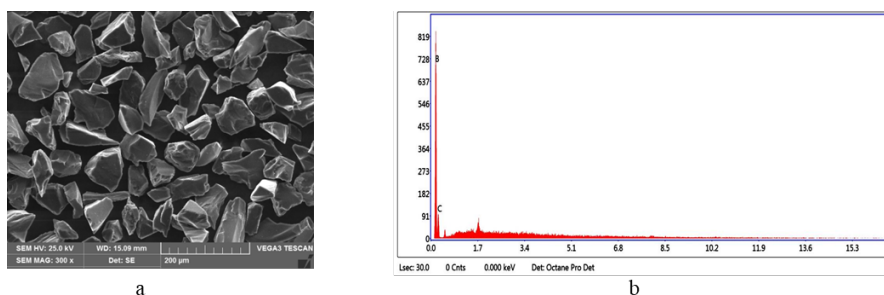 SEM HV: 25.0 kV WD: 15.09 mm VEGA3 TESCAN
SEM MAG: 300 x Det: SE 200 µm
a
819
728
637
546
455
364
273
182
91
0
B
C
0.0 1.7 3.4 5.1 6.8 8.5 10.2 11.9 13.6 15.3
Lsec: 30.0 0 Cnts 0.000 keV Det: Octane Pro Det
b